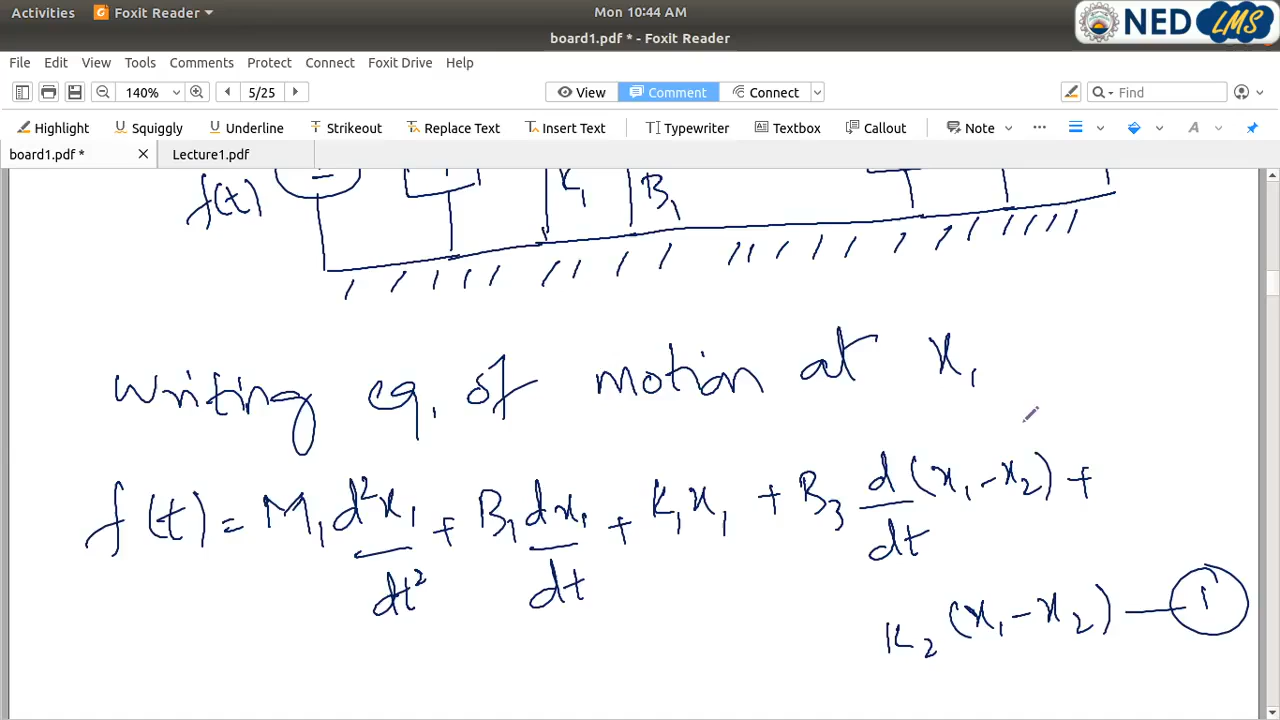 Activities Foxit Reader Mon 10:44 AM
board1.pdf * - Foxit Reader
NED LMS
File Edit View Tools Comments Protect Connect Foxit Drive Help
140% 5/25 View Comment Connect Find
Highlight Squiggly Underline Strikeout Replace Text Insert Text Typewriter Textbox Callout Note
board1.pdf * Lecture1.pdf
f(t) K₁ B₁
Writing eq. of motion at x₁
f(t) = M₁ d²x₁/dt² + B₁ dx₁/dt + K₁x₁ + B₃ d/dt (x₁ - x₂) +
K₂ (x₁ - x₂) — 1